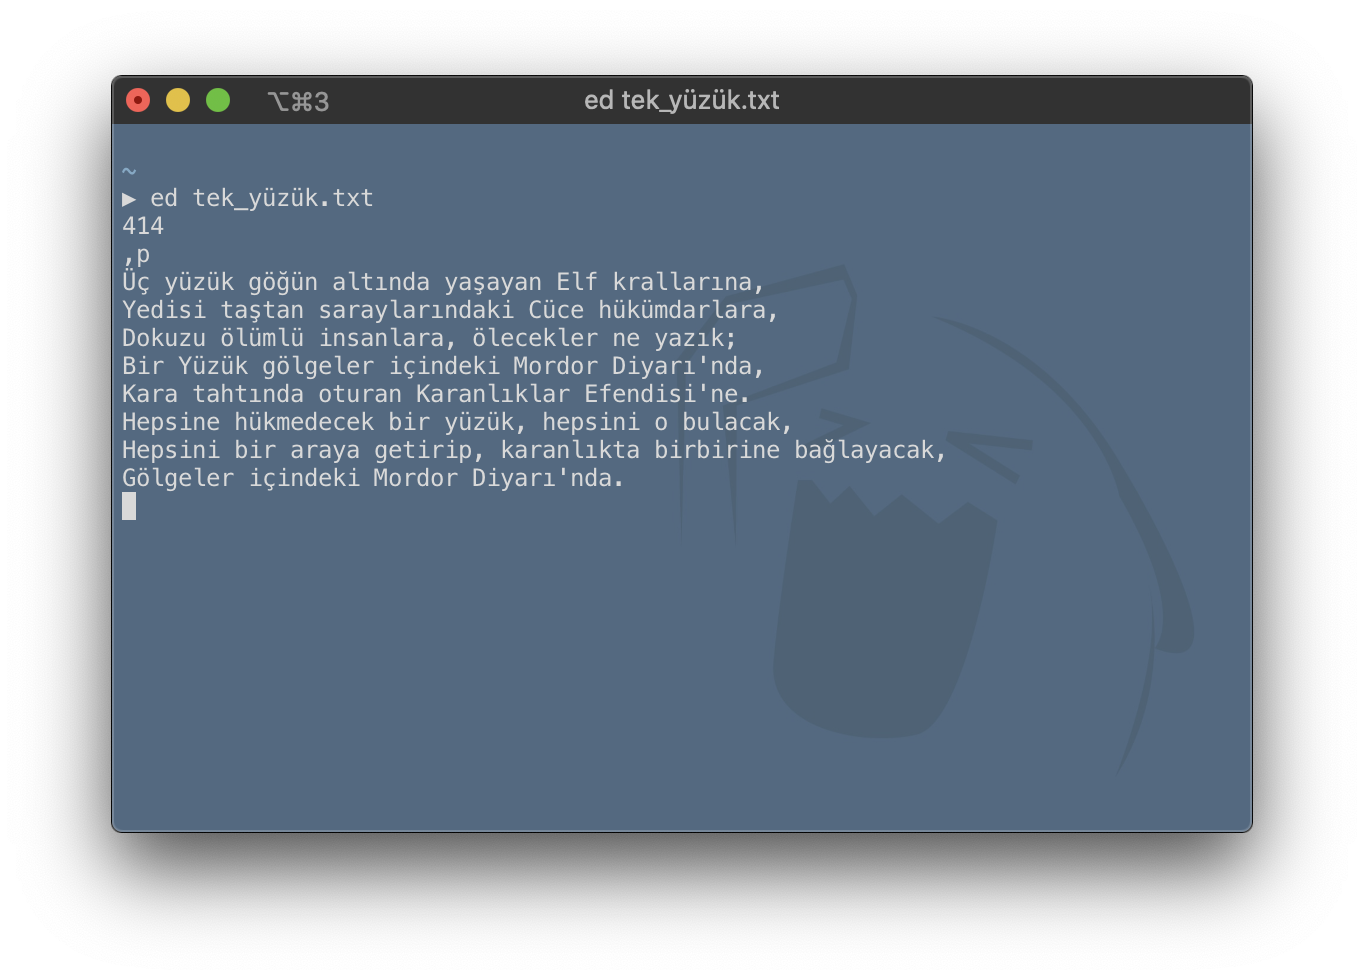 ⌥⌘3 ed tek_yüzük.txt
~
▶ ed tek_yüzük.txt
414
,p
Üç yüzük göğün altında yaşayan Elf krallarına,
Yedisi taştan saraylarındaki Cüce hükümdarlara,
Dokuzu ölümlü insanlara, ölecekler ne yazık;
Bir Yüzük gölgeler içindeki Mordor Diyarı'nda,
Kara tahtında oturan Karanlıklar Efendisi'ne.
Hepsine hükmedecek bir yüzük, hepsini o bulacak,
Hepsini bir araya getirip, karanlıkta birbirine bağlayacak,
Gölgeler içindeki Mordor Diyarı'nda.